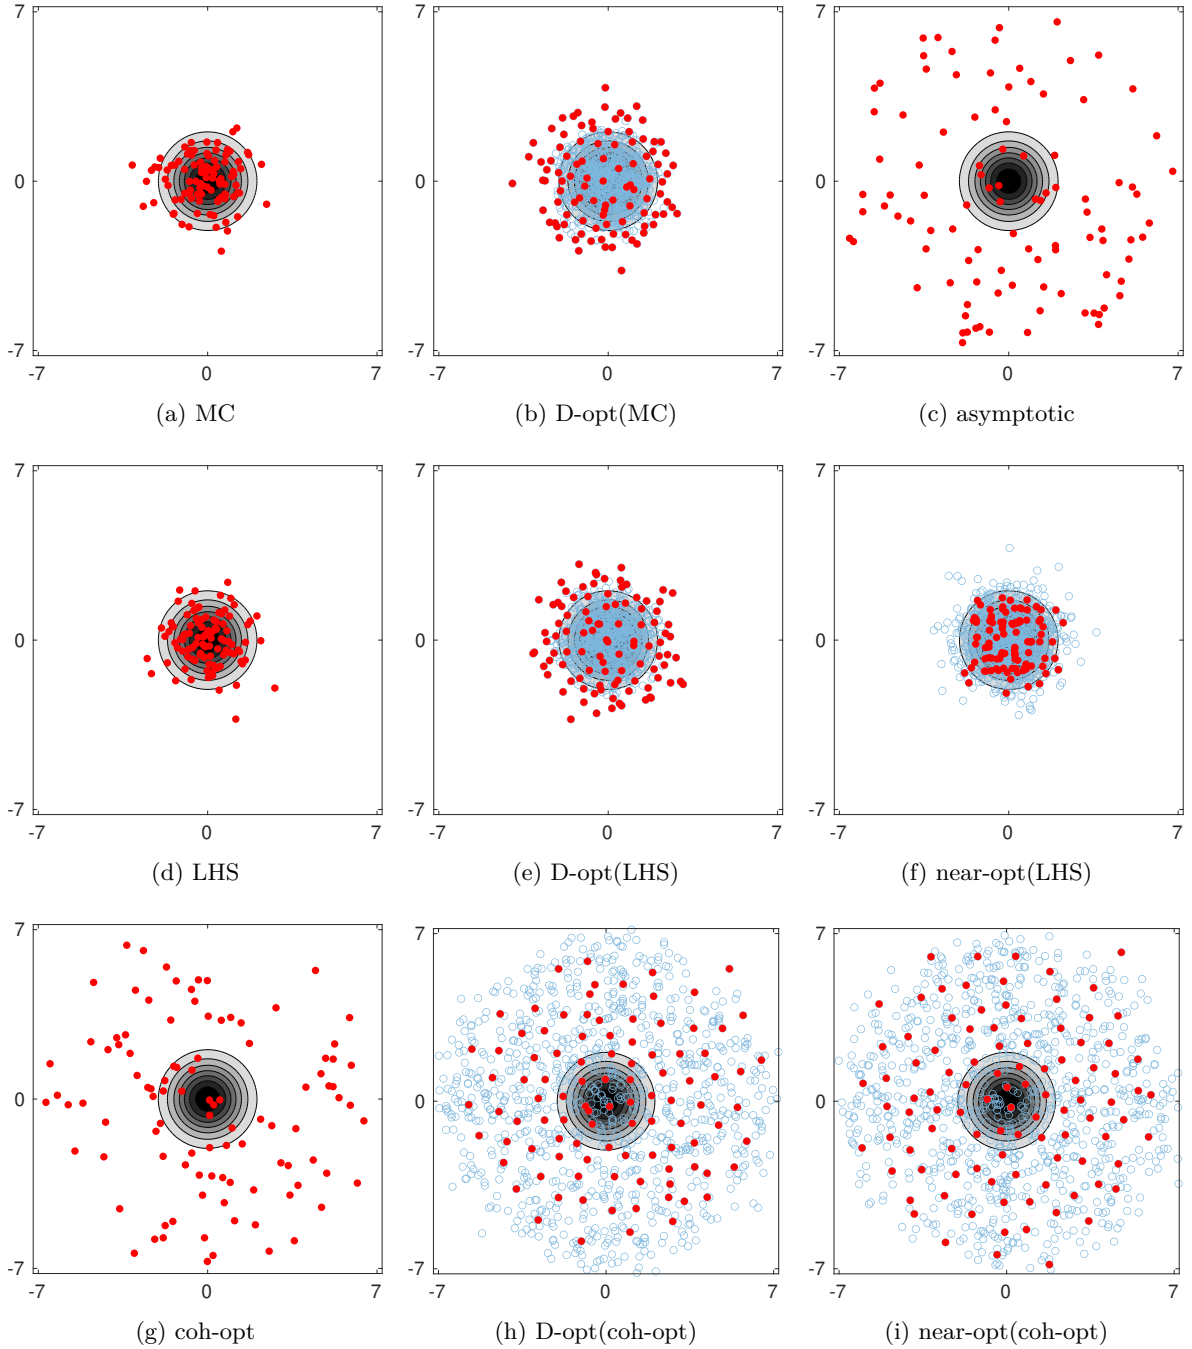 7 7 7
0 0 0
-7 -7 -7
-7 0 7 -7 0 7 -7 0 7
(a) MC (b) D-opt(MC) (c) asymptotic
7 7 7
0 0 0
-7 -7 -7
-7 0 7 -7 0 7 -7 0 7
(d) LHS (e) D-opt(LHS) (f) near-opt(LHS)
7 7 7
0 0 0
-7 -7 -7
-7 0 7 -7 0 7 -7 0 7
(g) coh-opt (h) D-opt(coh-opt) (i) near-opt(coh-opt)